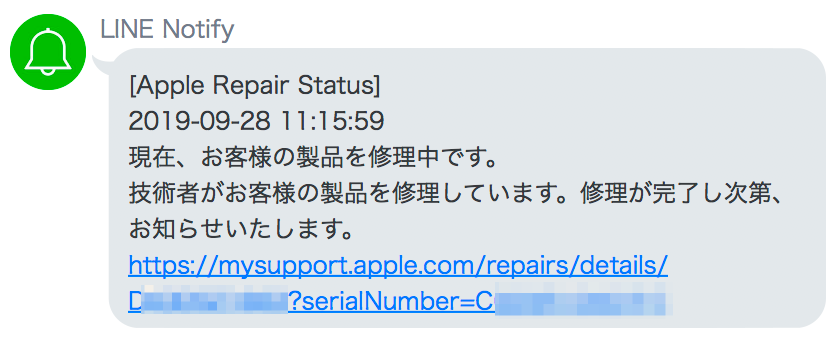 LINE Notify
[Apple Repair Status]
2019-09-28 11:15:59
現在、お客様の製品を修理中です。
技術者がお客様の製品を修理しています。修理が完了し次第、
お知らせいたします。
https://mysupport.apple.com/repairs/details/
D ?serialNumber=C